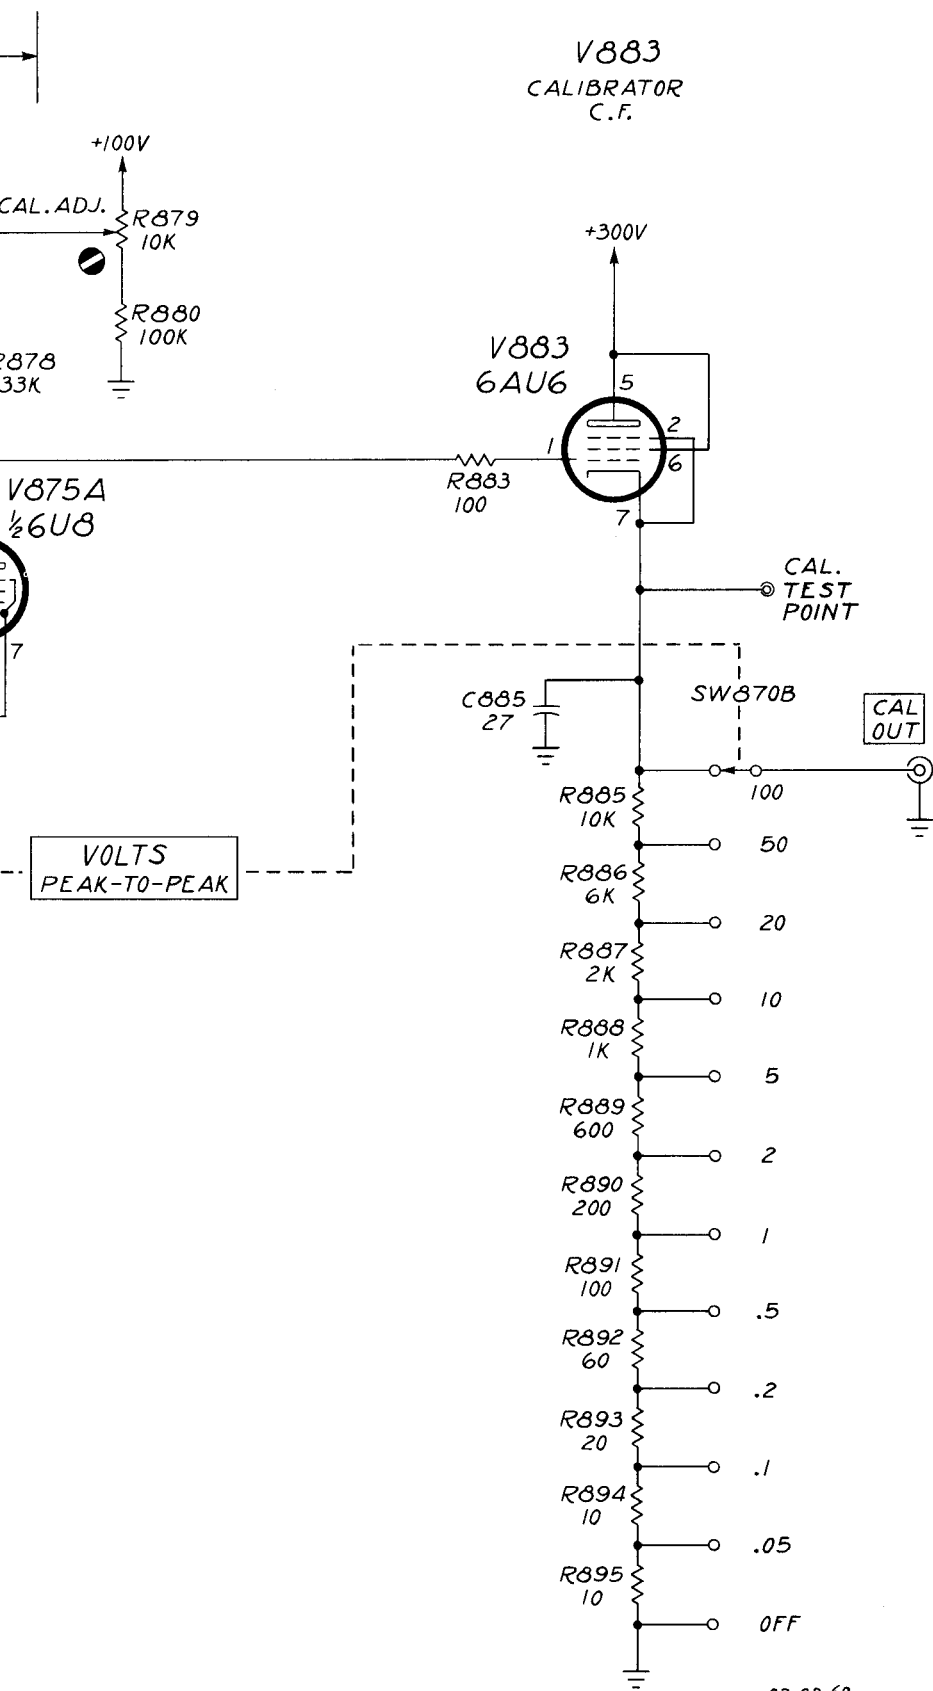 V883
CALIBRATOR
C.F.
+100V
CAL. ADJ.
R879
10K
R880
100K
R878
33K
+300V
V883
6AU6
5
2
1
6
7
R883
100
V875A
½6U8
7
CAL.
TEST
POINT
C885
27
SW870B
CAL
OUT
100
R885
10K
VOLTS
PEAK-TO-PEAK
50
R886
6K
20
R887
2K
10
R888
1K
5
R889
600
2
R890
200
1
R891
100
.5
R892
60
.2
R893
20
.1
R894
10
.05
R895
10
OFF